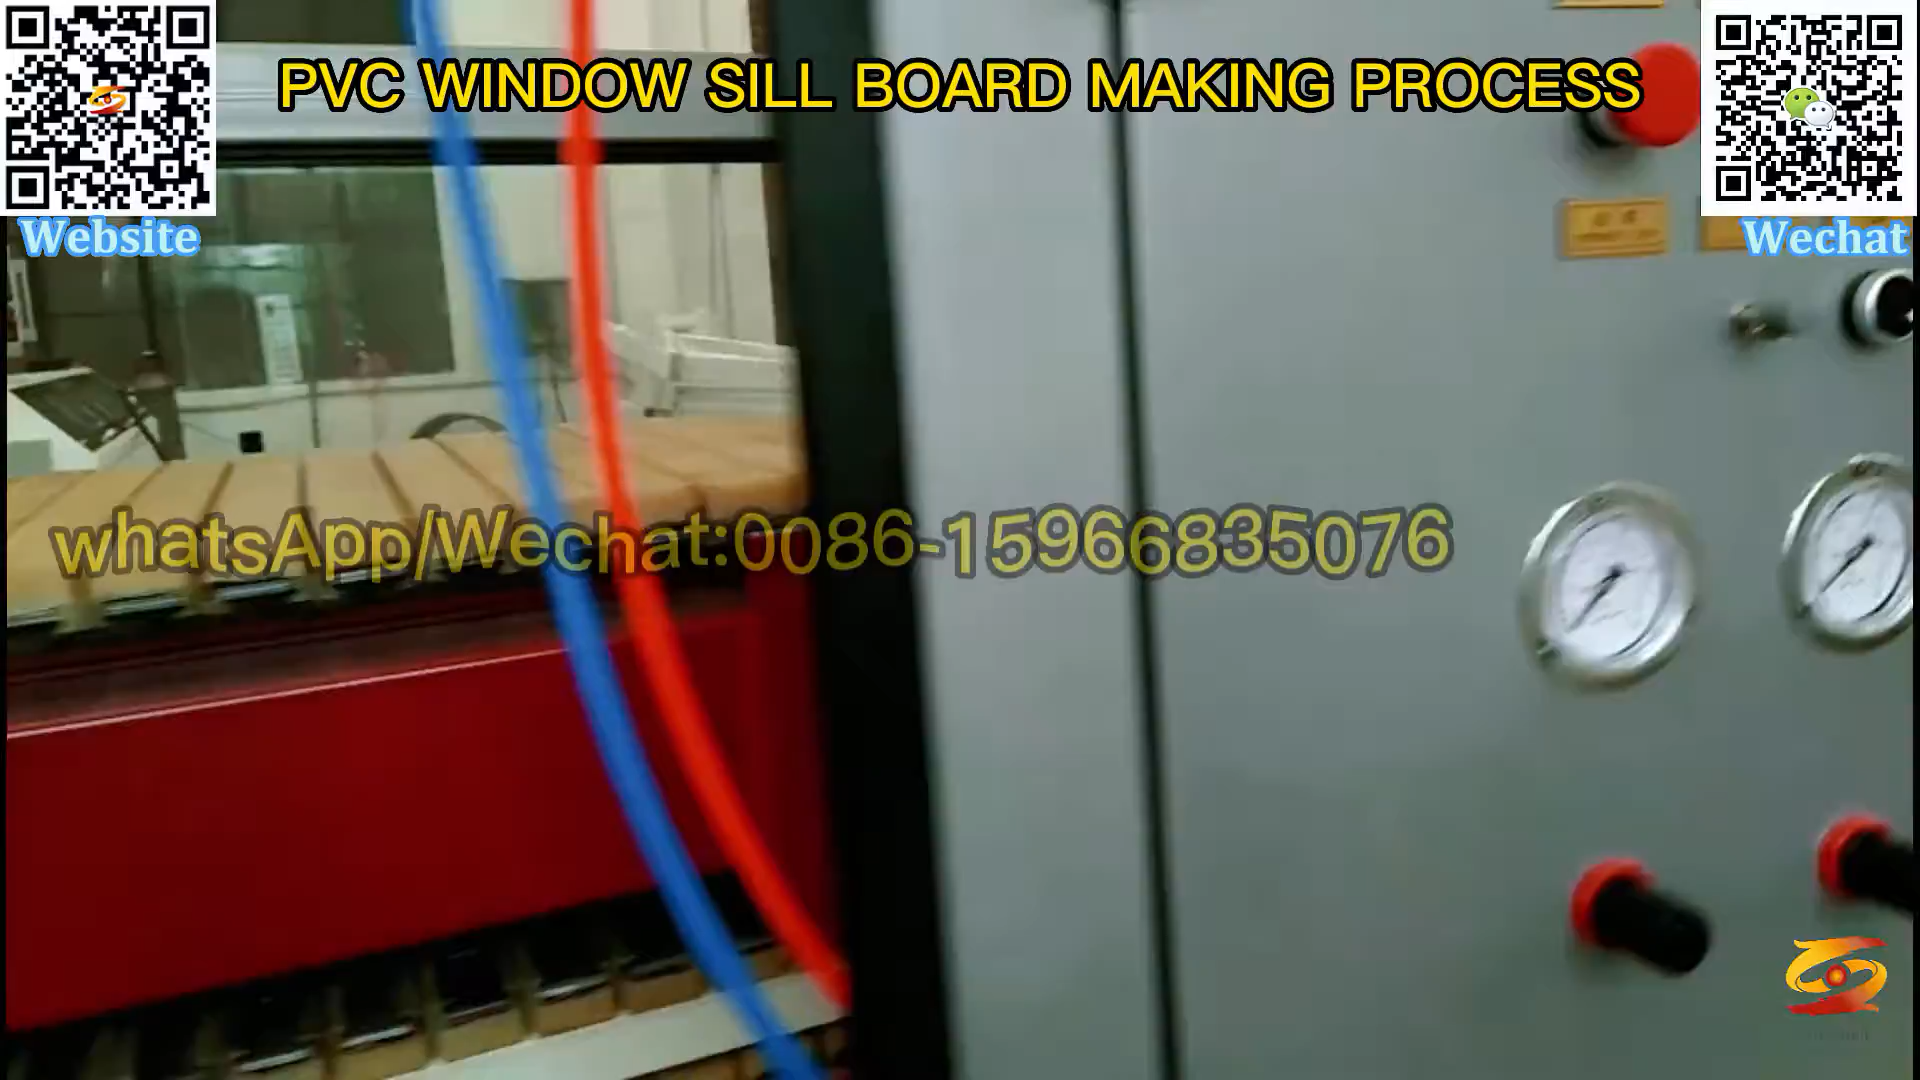 PVC WINDOW SILL BOARD MAKING PROCESS
Website
Wechat
whatsApp/Wechat:0086-15966835076